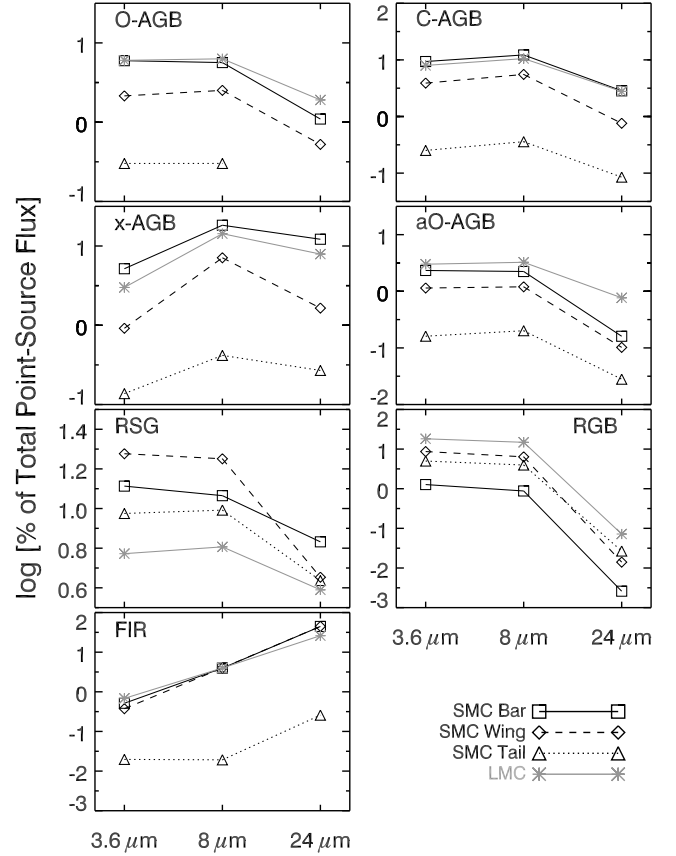 log [% of Total Point-Source Flux]
O-AGB
1
0
-1
C-AGB
2
1
0
-1
x-AGB
1
0
-1
aO-AGB
1
0
-1
-2
RSG
1.4
1.2
1.0
0.8
0.6
RGB
2
1
0
-1
-2
-3
3.6 μm 8 μm 24 μm
FIR
2
1
0
-1
-2
-3
3.6 μm 8 μm 24 μm
SMC Bar
SMC Wing
SMC Tail
LMC